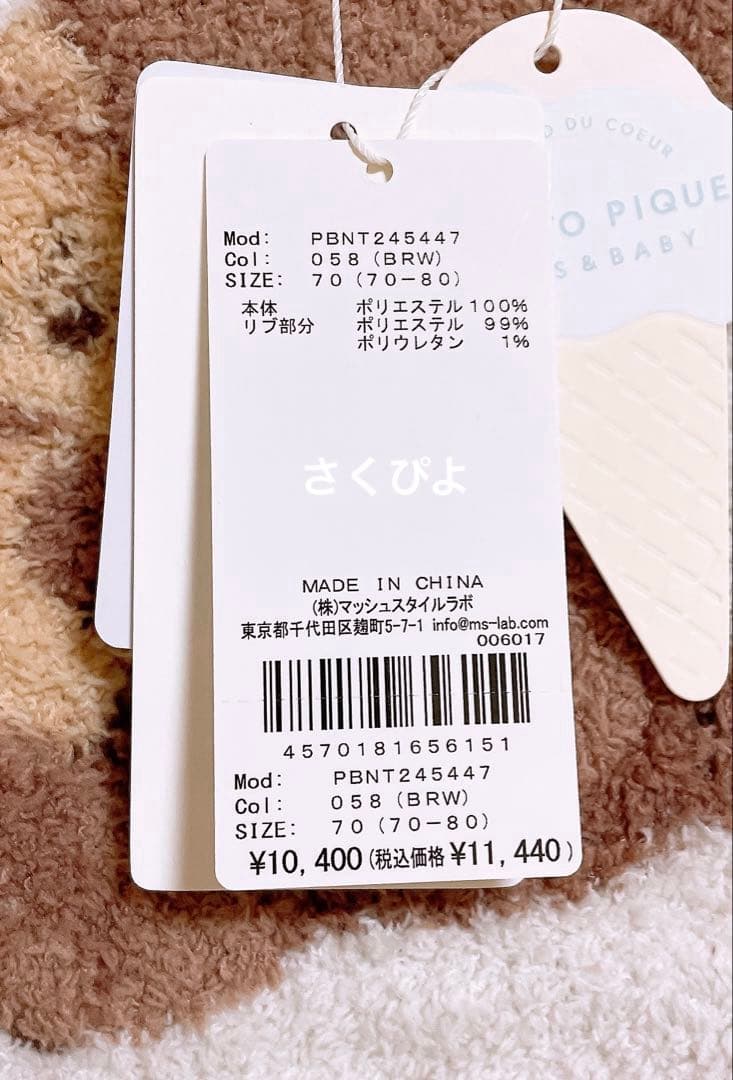 D DU COEUR
O PIQUE
S & BABY
Mod: PBNT245447
Col: 058 (BRW)
SIZE: 70 (70-80)
本体 ポリエステル 100%
リブ部分 ポリエステル 99%
ポリウレタン 1%
さくぴよ
MADE IN CHINA
(株)マッシュスタイルラボ
東京都千代田区麹町5-7-1 info@ms-lab.com
006017
4570181656151
Mod: PBNT245447
Col: 058 (BRW)
SIZE: 70 (70-80)
¥10,400(税込価格 ¥11,440)